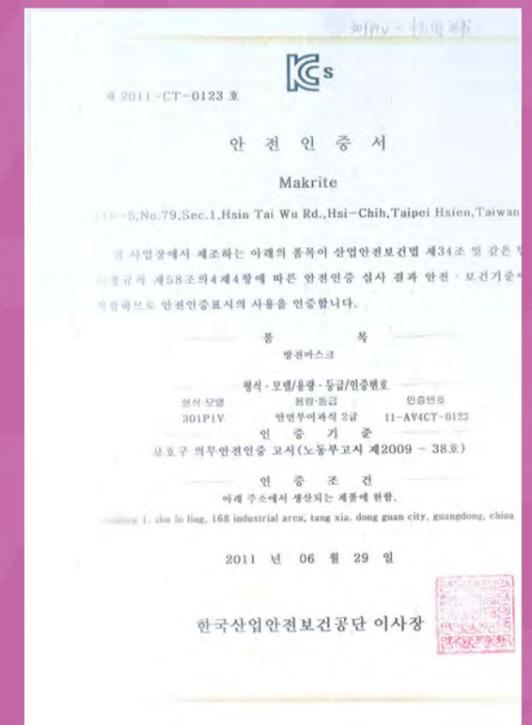 301P1V -
KCs
제 2011-CT-0123 호
안 전 인 증 서
Makrite
-5,No.79,Sec.1,Hsin Tai Wu Rd.,Hsi-Chih,Taipei Hsien,Taiwan
사업장에서 제조하는 아래의 품목이 산업안전보건법 제34조 및 같은
제58조의4제4항에 따른 안전인증 심사 결과 안전 · 보건기준
적합하므로 안전인증표시의 사용을 인증합니다.
품 목
방진마스크
형식 · 모델/용량 · 등급/인증번호
형식·모델 용량·등급 인증번호
301P1V 안면부여과식 2급 11-AV4CT-0123
인 증 기 준
보호구 의무안전인증 고시(노동부고시 제2009 - 38호)
인 증 조 건
아래 주소에서 생산되는 제품에 한함.
1, zhu le ling, 168 industrial area, tang xia, dong guan city, guangdong, china
2011 년 06 월 29 일
한국산업안전보건공단 이사장